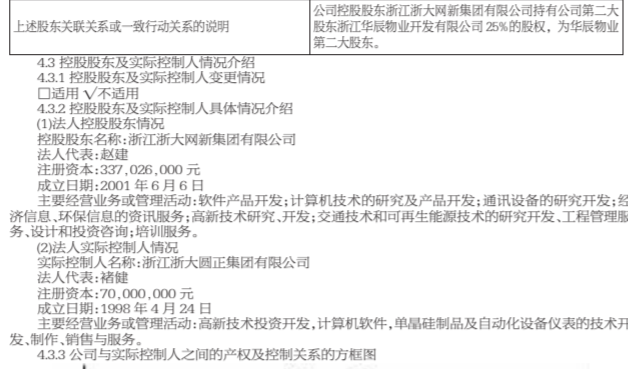 上述股东关联关系或一致行动关系的说明
公司控股股东浙江浙大网新集团有限公司持有公司第二大
股东浙江华辰物业开发有限公司25%的股权，为华辰物业
第二大股东。
4.3 控股股东及实际控制人情况介绍
4.3.1 控股股东及实际控制人变更情况
□适用 √不适用
4.3.2 控股股东及实际控制人具体情况介绍
(1)法人控股股东情况
控股股东名称:浙江浙大网新集团有限公司
法人代表:赵建
注册资本:337,026,000 元
成立日期:2001 年 6 月 6 日
主要经营业务或管理活动:软件产品开发;计算机技术的研究及产品开发;通讯设备的研究开发;经
济信息、环保信息的资讯服务;高新技术研究、开发;交通技术和可再生能源技术的研究开发、工程管理服
务、设计和投资咨询;培训服务。
(2)法人实际控制人情况
实际控制人名称:浙江浙大圆正集团有限公司
法人代表:褚健
注册资本:70,000,000 元
成立日期:1998 年 4 月 24 日
主要经营业务或管理活动:高新技术投资开发,计算机软件,单晶硅制品及自动化设备仪表的技术开
发、制作、销售与服务。
4.3.3 公司与实际控制人之间的产权及控制关系的方框图